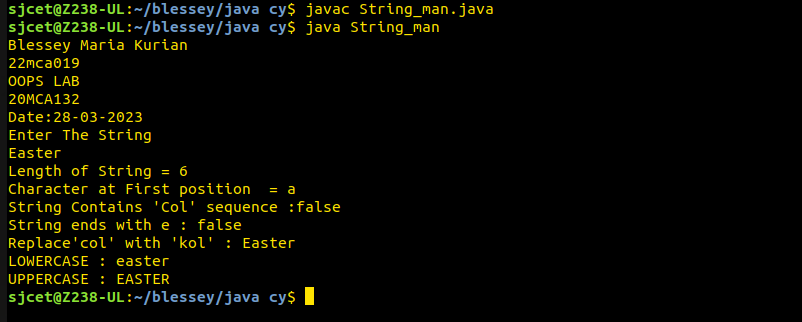 sjcet@Z238-UL:~/blessey/java cy$ javac String_man.java
sjcet@Z238-UL:~/blessey/java cy$ java String_man
Blessey Maria Kurian
22mca019
OOPS LAB
20MCA132
Date:28-03-2023
Enter The String
Easter
Length of String = 6
Character at First position  = a
String Contains 'Col' sequence :false
String ends with e : false
Replace'col' with 'kol' : Easter
LOWERCASE : easter
UPPERCASE : EASTER
sjcet@Z238-UL:~/blessey/java cy$